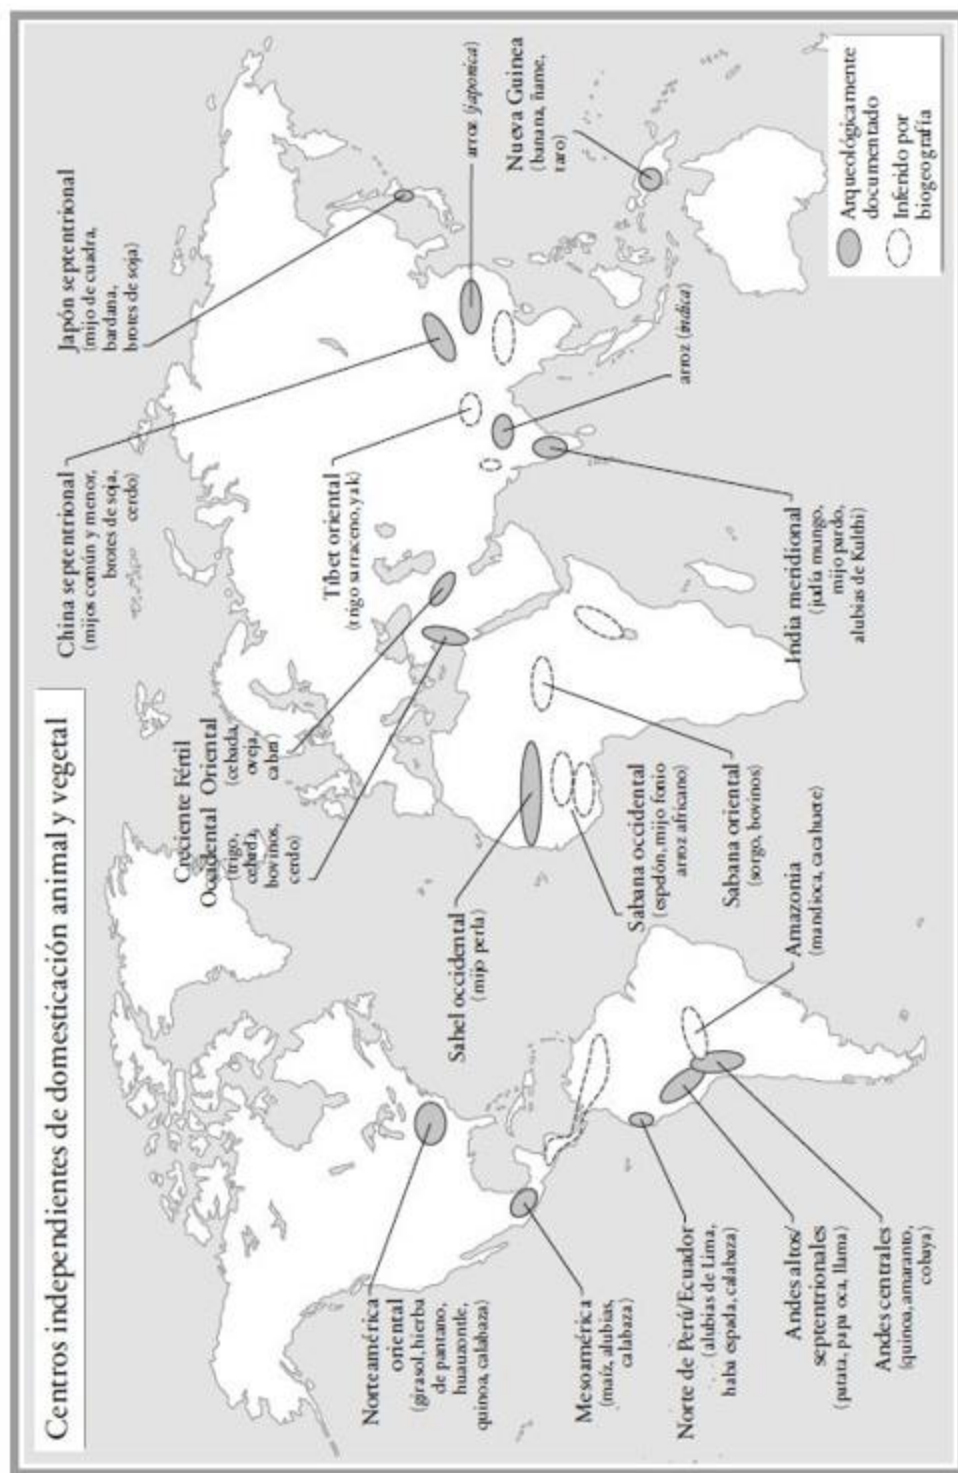 Centros independientes de domesticación animal y vegetal
Norteamérica
oriental
(girasol, hierba
de pantano,
huauzontle,
quinoa, calabaza)
Mesoamérica
(maíz, alubias,
calabaza)
Norte de Perú/Ecuador
(alubias de Lima,
haba espada, calabaza)
Andes altos/
septentrionales
(patata, papa oca, llama)
Andes centrales
(quinoa, amaranto,
cobaya)
Amazonia
(mandioca, cacahuete)
Creciente Fértil
Occidental Oriental
(trigo,
cebada,
bovinos,
cerdo)
(cebada,
oveja,
cabra)
Sahel occidental
(mijo perla)
Sabana occidental
(espelón, mijo fonio
arroz africano)
Sabana oriental
(sorgo, bovinos)
China septentrional
(mijos común y menor,
brotes de soja,
cerdo)
Tíbet oriental
(trigo sarraceno, yak)
India meridional
(judía mungo,
mijo pardo,
alubias de Kulthi)
Japón septentrional
(mijo de cuadra,
bardana,
brotes de soja)
arroz (japonica)
arroz (indica)
Nueva Guinea
(banana, ñame,
taro)
Arqueológicamente
documentado
Inferido por
biogeografía